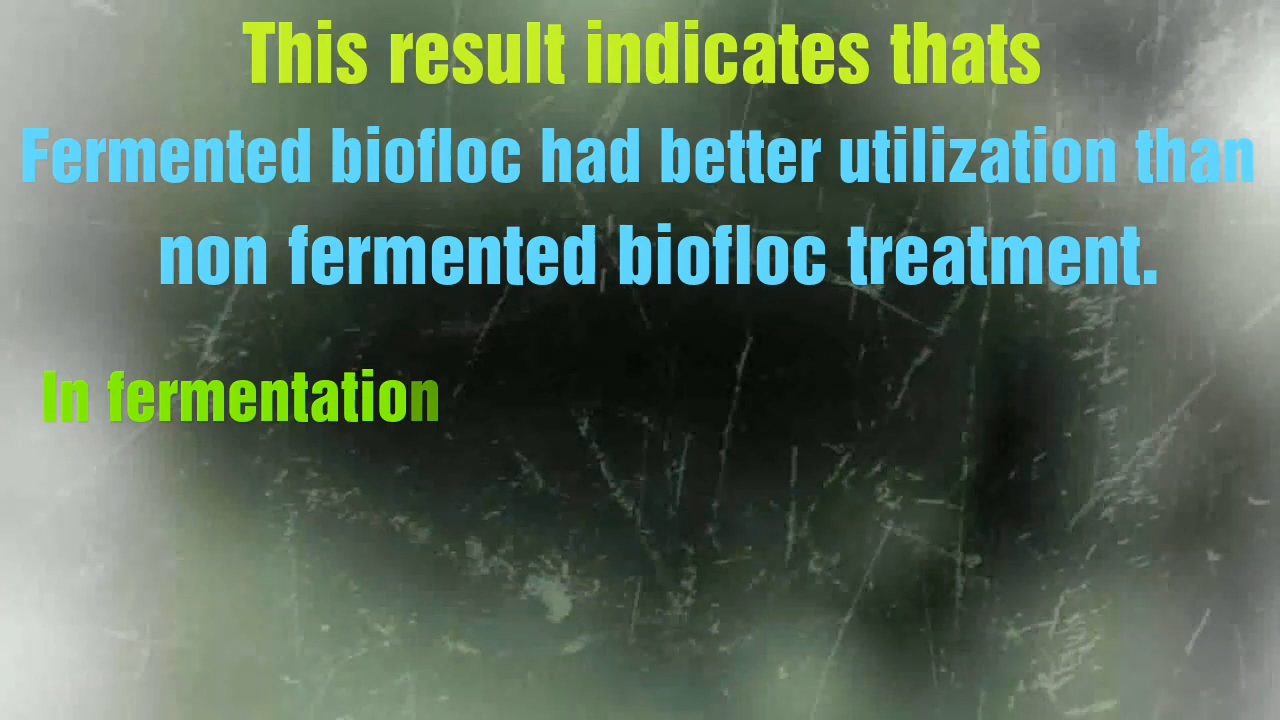 This result indicates thats
Fermented biofloc had better utilization than
non fermented biofloc treatment.
In fermentation